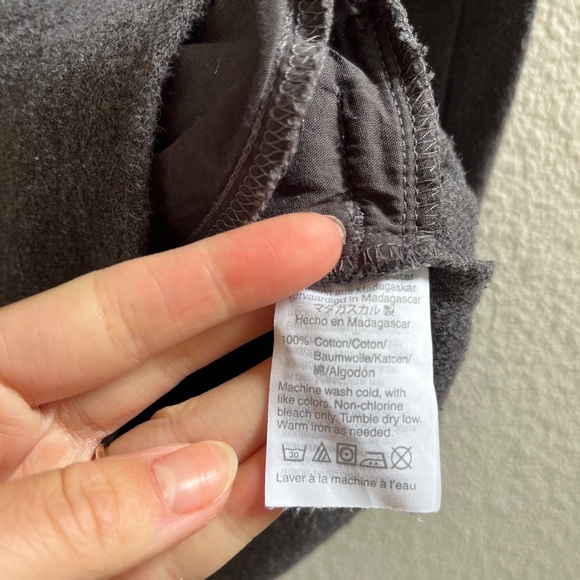 aus Madagaskar
Vervaardigd in Madagascar
マダガスカル製
Hecho en Madagascar
100% Cotton/Coton/
Baumwolle/Katoen/
綿/Algodón
Machine wash cold, with
like colors. Non-chlorine
bleach only. Tumble dry low.
Warm iron as needed.
30
Laver à la machine à l'eau